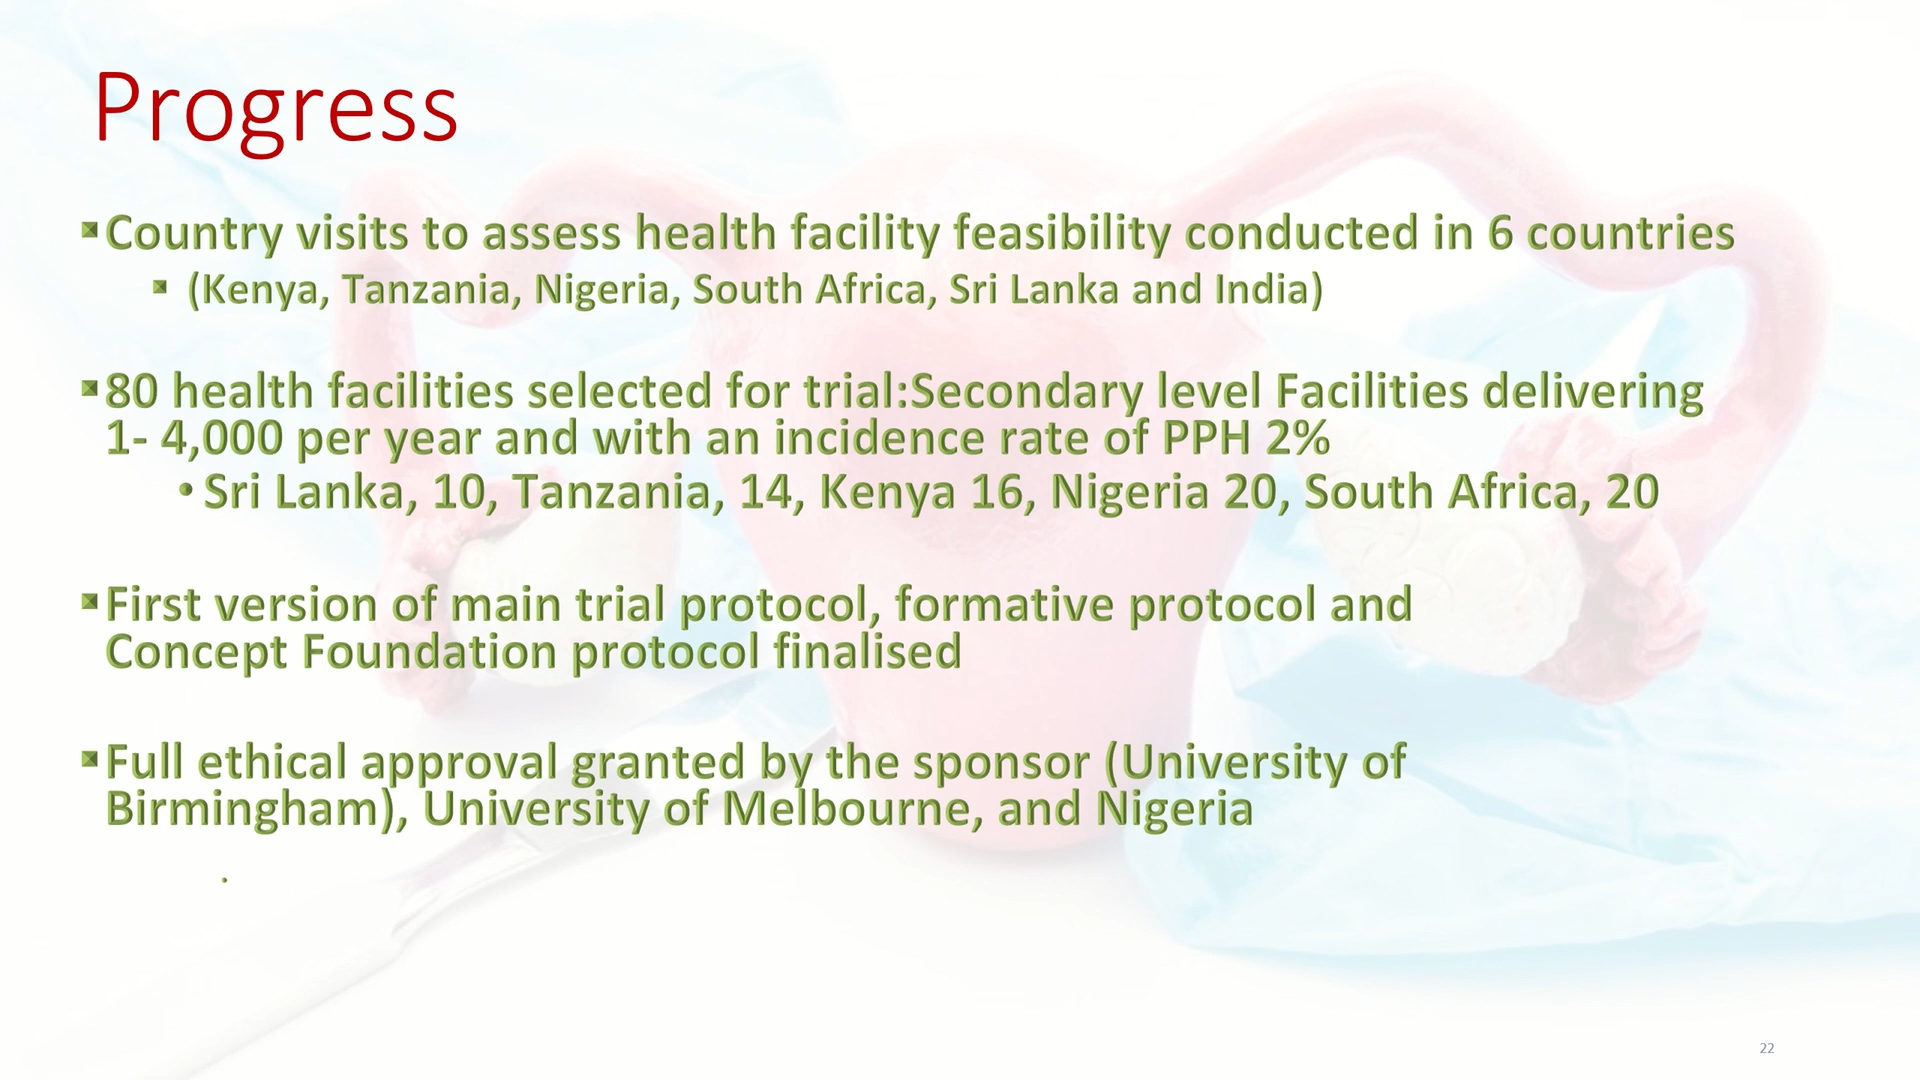 Progress
▪Country visits to assess health facility feasibility conducted in 6 countries
▪ (Kenya, Tanzania, Nigeria, South Africa, Sri Lanka and India)
▪80 health facilities selected for trial:Secondary level Facilities delivering
1- 4,000 per year and with an incidence rate of PPH 2%
•Sri Lanka, 10, Tanzania, 14, Kenya 16, Nigeria 20, South Africa, 20
▪First version of main trial protocol, formative protocol and
Concept Foundation protocol finalised
▪Full ethical approval granted by the sponsor (University of
Birmingham), University of Melbourne, and Nigeria
.
22